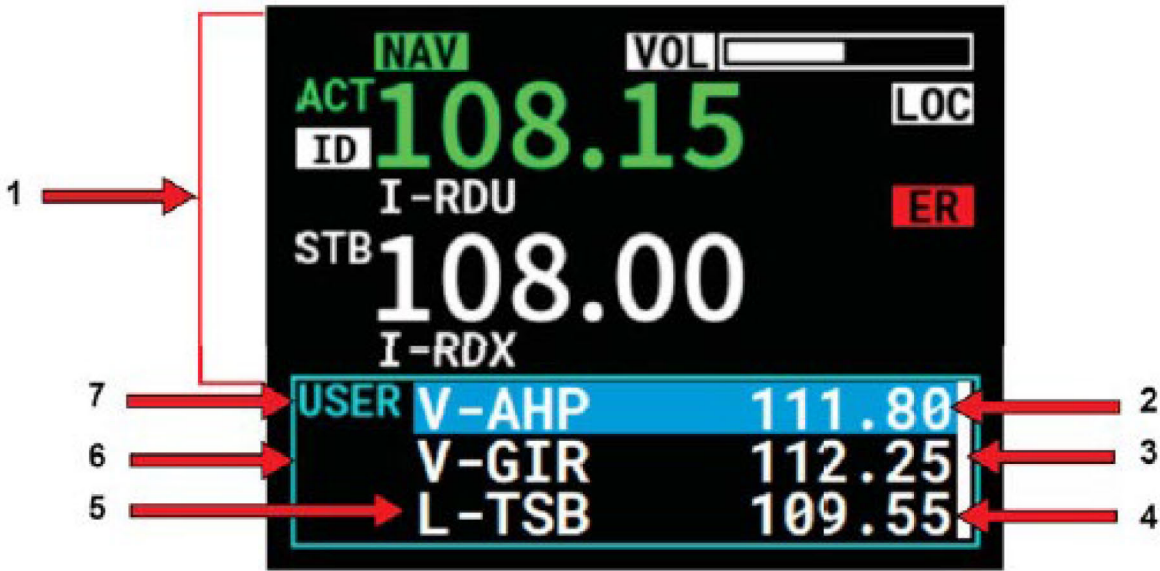 NAV VOL
ACT 108.15 LOC
ID
1
I-RDU ER
STB 108.00
I-RDX
7 USER V-AHP 111.80 2
6 V-GIR 112.25 3
5 L-TSB 109.55 4